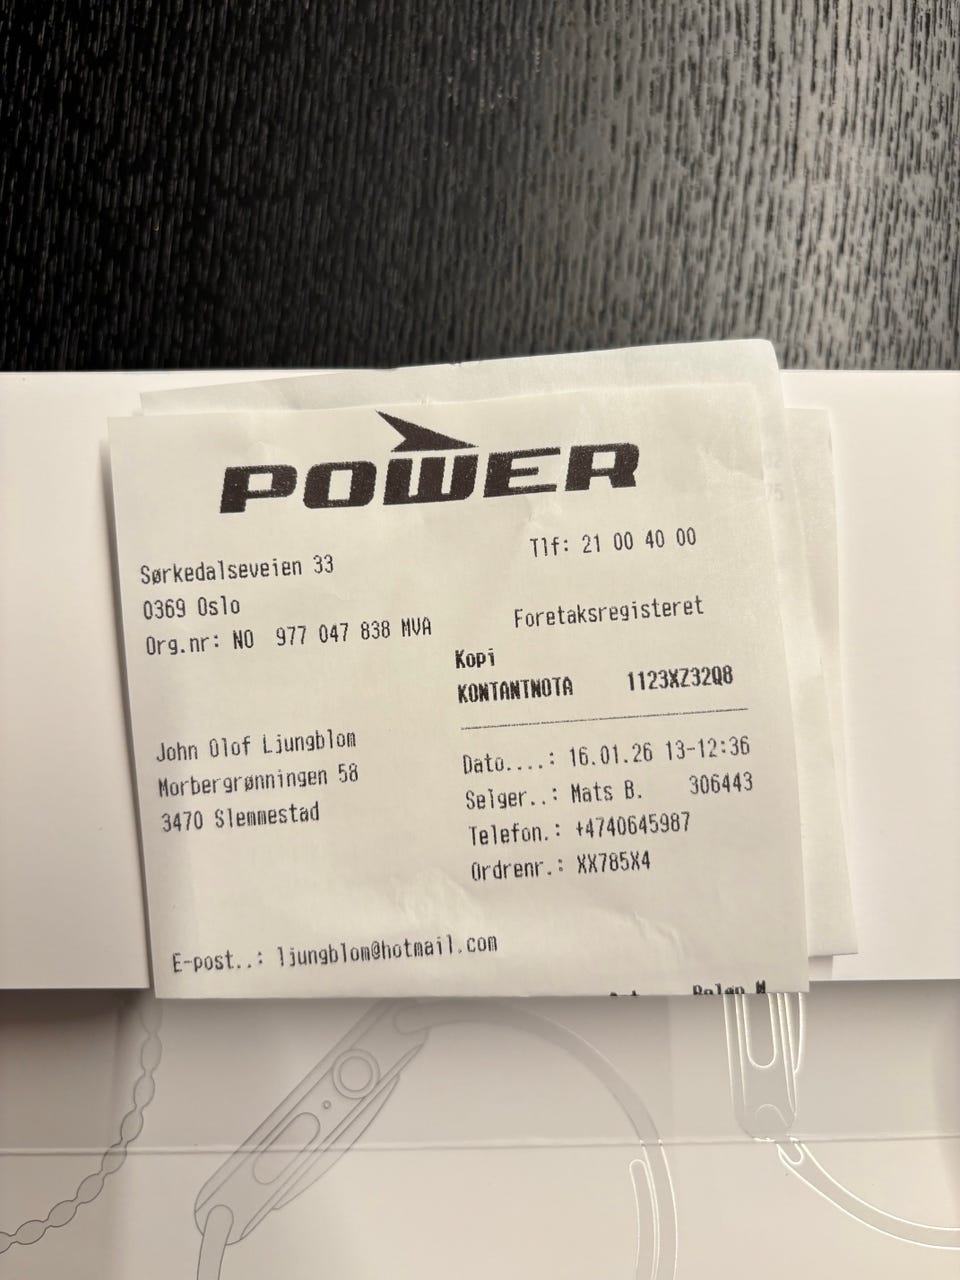 POWER
Sørkedalseveien 33 Tlf: 21 00 40 00
0369 Oslo
Org.nr: NO 977 047 838 MVA Foretaksregisteret
Kopi
KONTANTNOTA 1123XZ32Q8
John Olof Ljungblom
Morbergrønningen 58
3470 Slemmestad
Dato....: 16.01.26 13-12:36
Selger..: Mats B. 306443
Telefon.: +4740645987
Ordrenr.: XX785X4
E-post..: ljungblom@hotmail.com